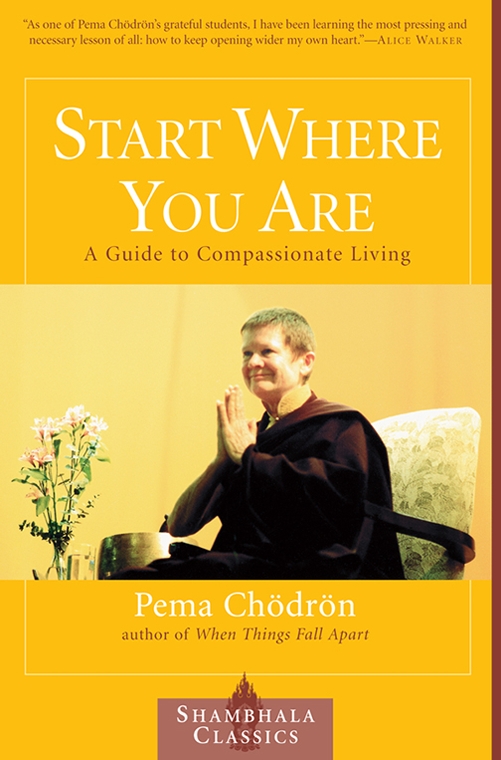 “As one of Pema Chödrön’s grateful students, I have been learning the most pressing and
necessary lesson of all: how to keep opening wider my own heart.”—ALICE WALKER
START WHERE
YOU ARE
A Guide to Compassionate Living
Pema Chödrön
author of When Things Fall Apart
SHAMBHALA
CLASSICS